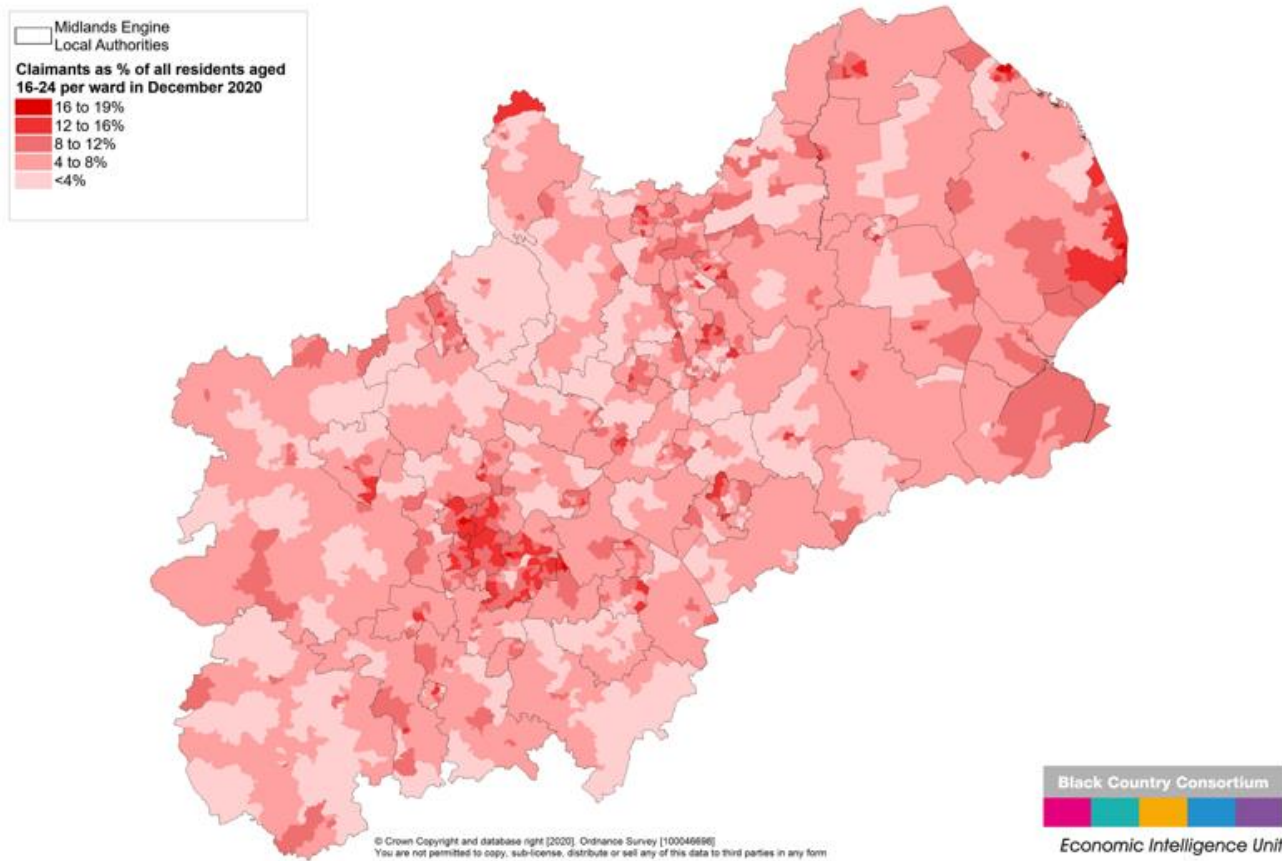 Midlands Engine
Local Authorities
Claimants as % of all residents aged
16-24 per ward in December 2020
16 to 19%
12 to 16%
8 to 12%
4 to 8%
<4%
Black Country Consortium
Economic Intelligence Unit
© Crown Copyright and database right [2020]. Ordnance Survey [100046698]
You are not permitted to copy, sub-license, distribute or sell any of this data to third parties in any form